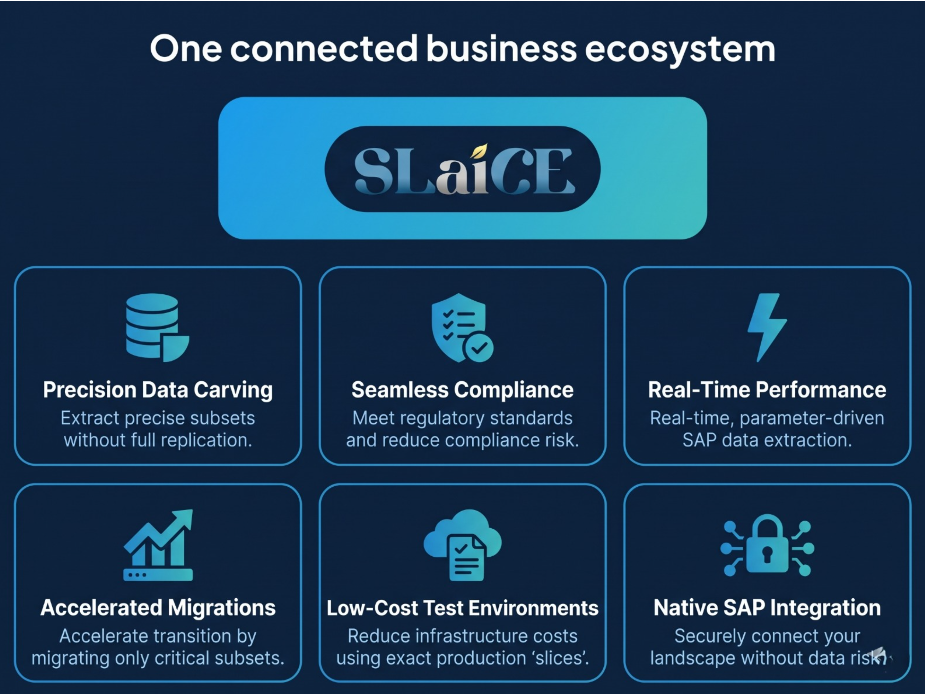 One connected business ecosystem
SLaiCE
Precision Data Carving
Extract precise subsets
without full replication.
Seamless Compliance
Meet regulatory standards
and reduce compliance risk.
Real-Time Performance
Real-time, parameter-driven
SAP data extraction.
Accelerated Migrations
Accelerate transition by
migrating only critical subsets.
Low-Cost Test Environments
Reduce infrastructure costs
using exact production ‘slices’.
Native SAP Integration
Securely connect your
landscape without data risk